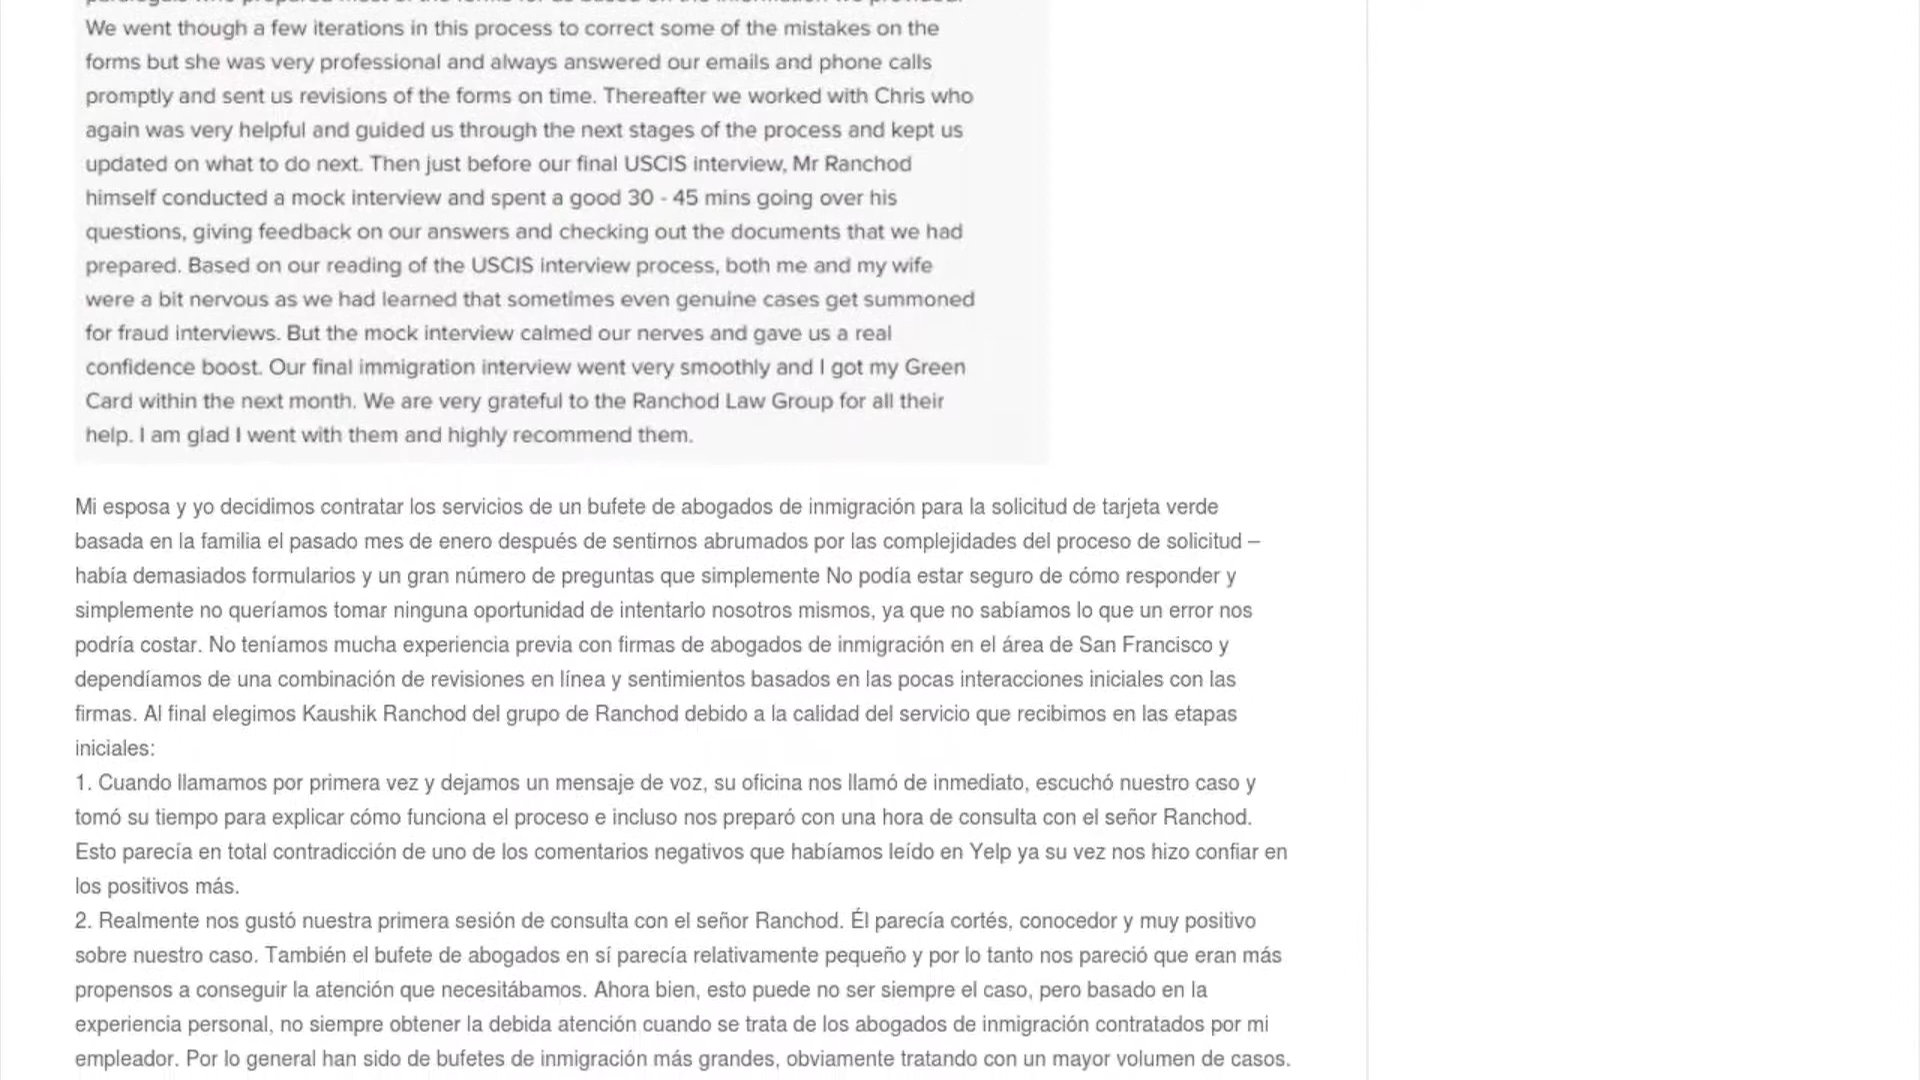 We went though a few iterations in this process to correct some of the mistakes on the
forms but she was very professional and always answered our emails and phone calls
promptly and sent us revisions of the forms on time. Thereafter we worked with Chris who
again was very helpful and guided us through the next stages of the process and kept us
updated on what to do next. Then just before our final USCIS interview, Mr Ranchod
himself conducted a mock interview and spent a good 30 - 45 mins going over his
questions, giving feedback on our answers and checking out the documents that we had
prepared. Based on our reading of the USCIS interview process, both me and my wife
were a bit nervous as we had learned that sometimes even genuine cases get summoned
for fraud interviews. But the mock interview calmed our nerves and gave us a real
confidence boost. Our final immigration interview went very smoothly and I got my Green
Card within the next month. We are very grateful to the Ranchod Law Group for all their
help. I am glad I went with them and highly recommend them.
Mi esposa y yo decidimos contratar los servicios de un bufete de abogados de inmigración para la solicitud de tarjeta verde
basada en la familia el pasado mes de enero después de sentirnos abrumados por las complejidades del proceso de solicitud –
había demasiados formularios y un gran número de preguntas que simplemente No podía estar seguro de cómo responder y
simplemente no queríamos tomar ninguna oportunidad de intentarlo nosotros mismos, ya que no sabíamos lo que un error nos
podría costar. No teníamos mucha experiencia previa con firmas de abogados de inmigración en el área de San Francisco y
dependíamos de una combinación de revisiones en línea y sentimientos basados en las pocas interacciones iniciales con las
firmas. Al final elegimos Kaushik Ranchod del grupo de Ranchod debido a la calidad del servicio que recibimos en las etapas
iniciales:
1. Cuando llamamos por primera vez y dejamos un mensaje de voz, su oficina nos llamó de inmediato, escuchó nuestro caso y
tomó su tiempo para explicar cómo funciona el proceso e incluso nos preparó con una hora de consulta con el señor Ranchod.
Esto parecía en total contradicción de uno de los comentarios negativos que habíamos leído en Yelp ya su vez nos hizo confiar en
los positivos más.
2. Realmente nos gustó nuestra primera sesión de consulta con el señor Ranchod. Él parecía cortés, conocedor y muy positivo
sobre nuestro caso. También el bufete de abogados en sí parecía relativamente pequeño y por lo tanto nos pareció que eran más
propensos a conseguir la atención que necesitábamos. Ahora bien, esto puede no ser siempre el caso, pero basado en la
experiencia personal, no siempre obtener la debida atención cuando se trata de los abogados de inmigración contratados por mi
empleador. Por lo general han sido de bufetes de inmigración más grandes, obviamente tratando con un mayor volumen de casos.